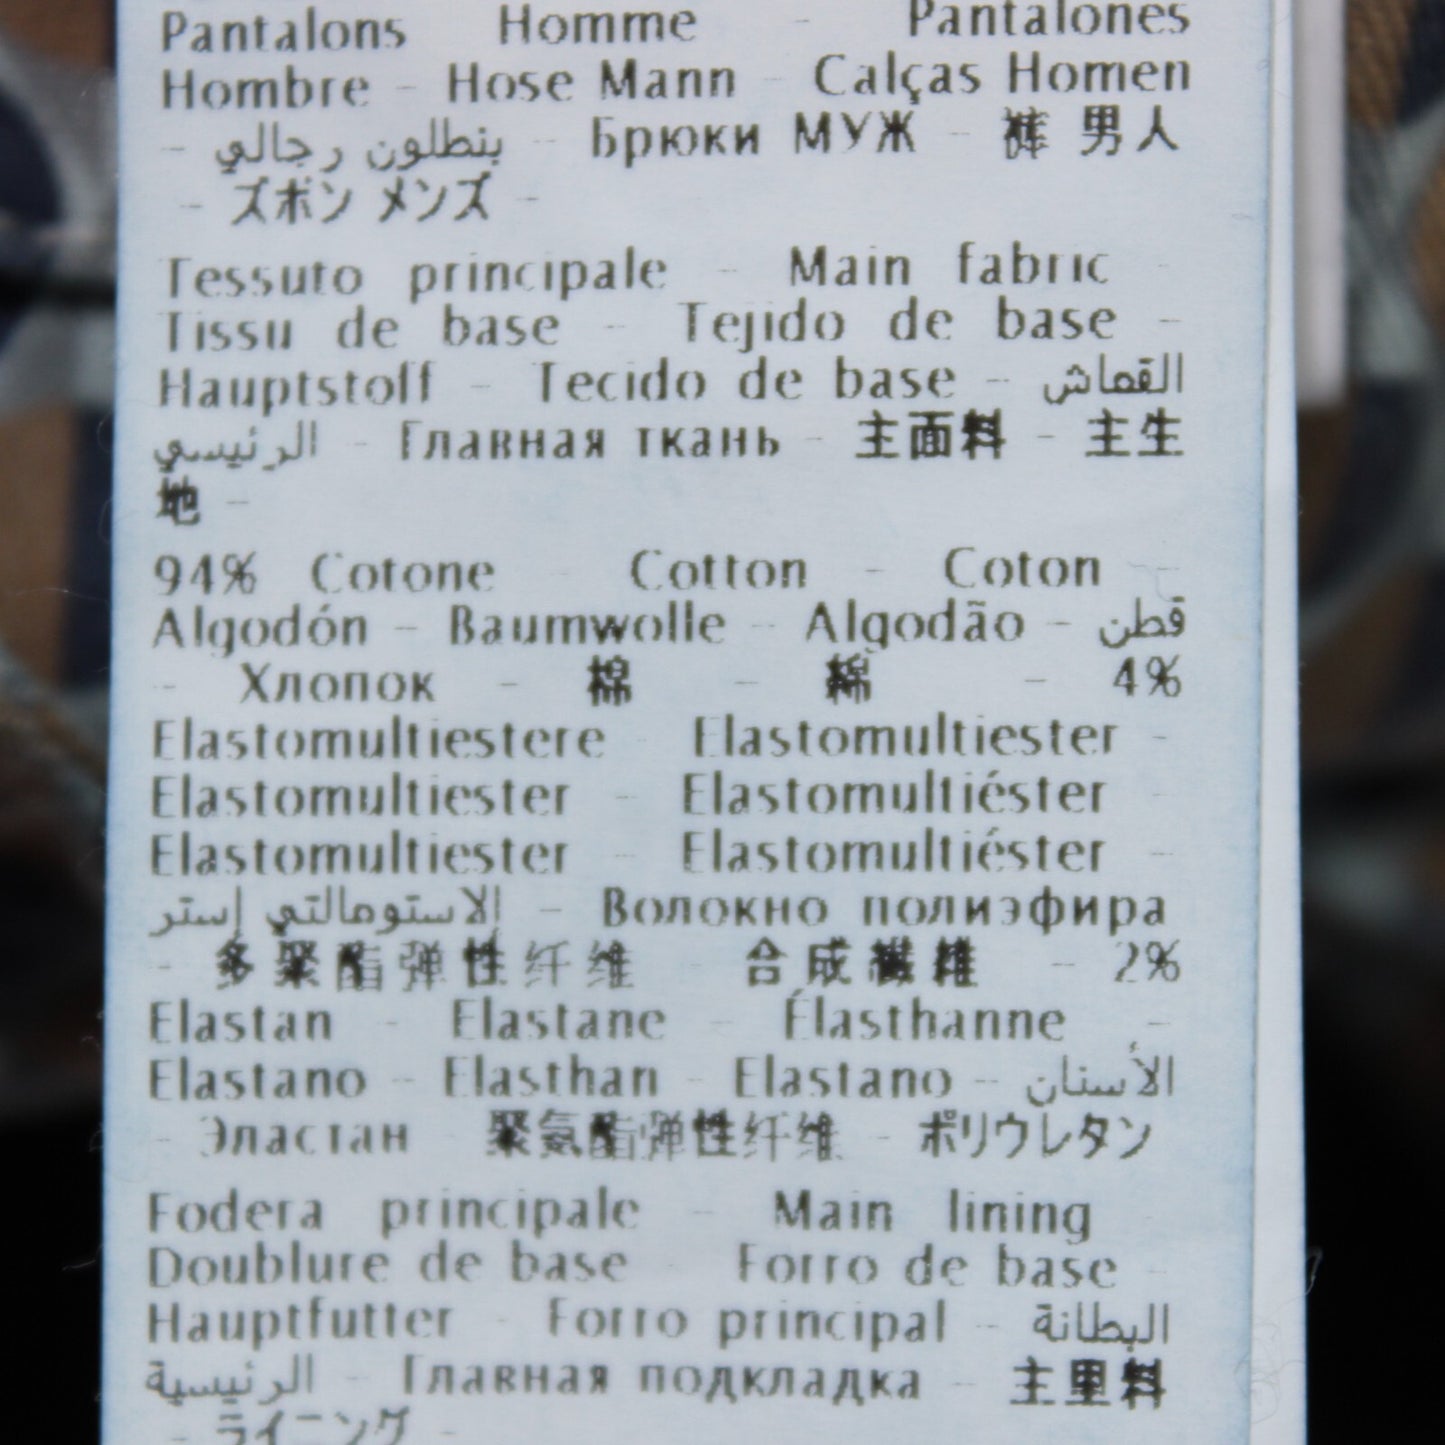 Pantalons Homme - Pantalones
Hombre - Hose Mann - Calças Homen
- بنطلون رجالي - Брюки МУЖ - 裤 男人
- ズボン メンズ -
Tessuto principale - Main fabric -
Tissu de base - Tejido de base -
Hauptstoff - Tecido de base - القماش
الرئيسي - Главная ткань - 主面料 - 主生
地 -
94% Cotone - Cotton - Coton -
Algodón - Baumwolle - Algodão - قطن
- Хлопок - 棉 - 綿 - 4%
Elastomultiestere - Elastomultiester -
Elastomultiester - Elastomultiéster -
Elastomultiester - Elastomultiéster -
الاستومالتي إستر - Волокно полиэфира
- 多聚酯弹性纤维 - 合成繊維 - 2%
Elastan - Elastane - Élasthanne -
Elastano - Elasthan - Elastano - الأسنان
- Эластан - 聚氨酯弹性纤维 - ポリウレタン
Fodera principale - Main lining -
Doublure de base - Forro de base -
Hauptfutter - Forro principal - البطانة
الرئيسية - Главная подкладка - 主里料
- ライニング -